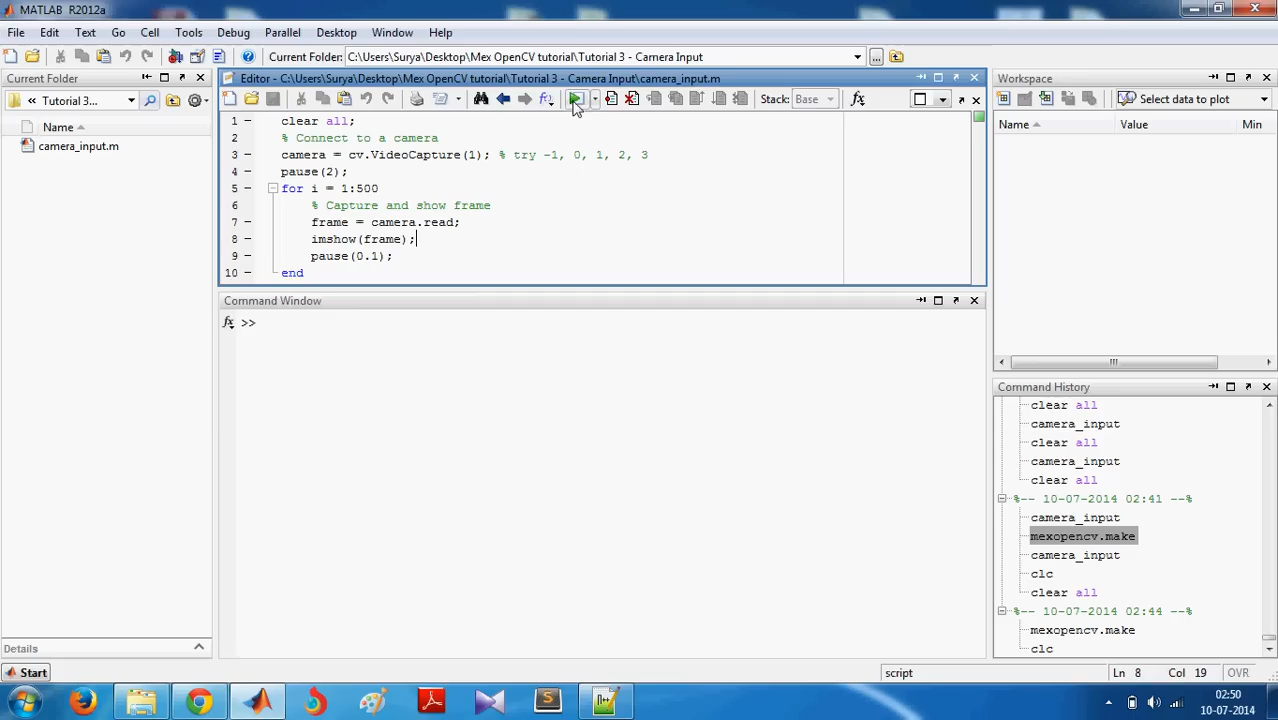 MATLAB R2012a
File Edit Text Go Cell Tools Debug Parallel Desktop Window Help
Current Folder: C:\Users\Surya\Desktop\Mex OpenCV tutorial\Tutorial 3 - Camera Input ...
Current Folder
« Tutorial 3...
Name
camera_input.m
Details
Editor - C:\Users\Surya\Desktop\Mex OpenCV tutorial\Tutorial 3 - Camera Input\camera_input.m
Stack: Base fx
1 clear all;
2 % Connect to a camera
3 camera = cv.VideoCapture(1); % try -1, 0, 1, 2, 3
4 pause(2);
5 for i = 1:500
6 % Capture and show frame
7 frame = camera.read;
8 imshow(frame);
9 pause(0.1);
10 end
Command Window
fx >>
Workspace
Select data to plot
Name Value Min
Command History
clear all
camera_input
clear all
camera_input
clear all
%-- 10-07-2014 02:41 --%
camera_input
mexopencv.make
camera_input
clc
clear all
%-- 10-07-2014 02:44 --%
mexopencv.make
clc
Start
script Ln 8 Col 19 OVR
02:50
10-07-2014